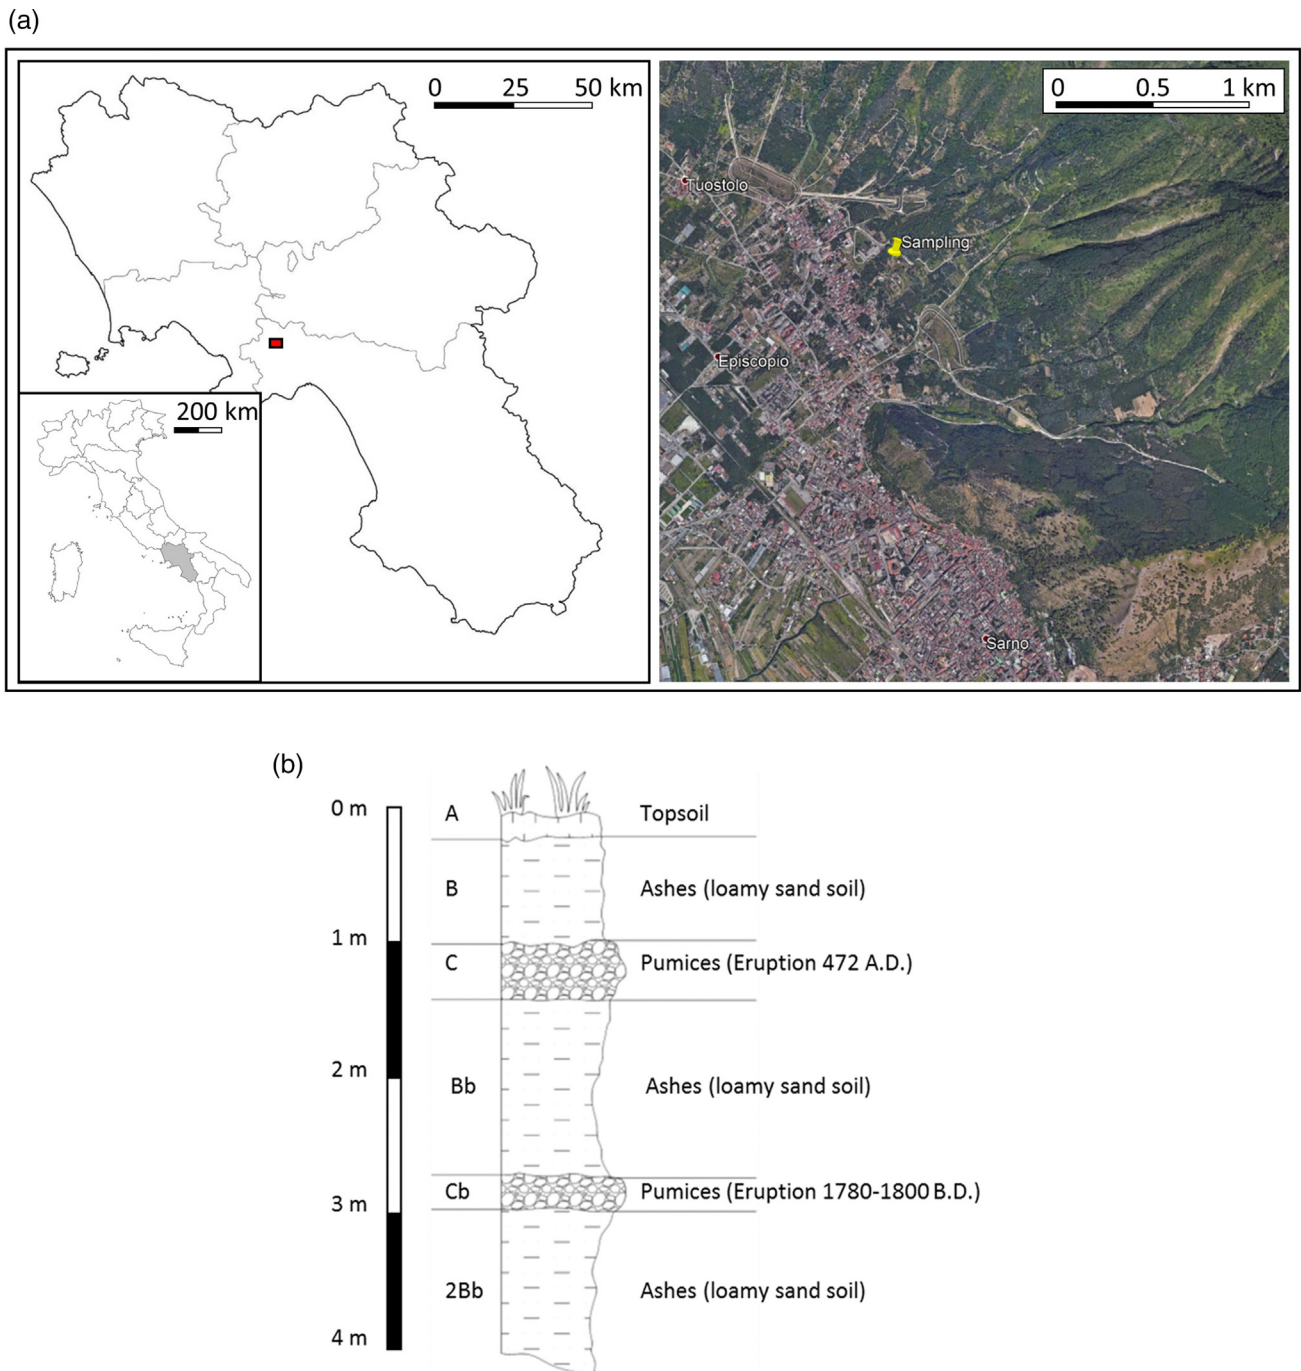 (a)
0 25 50 km
200 km
0 0.5 1 km
Tuostolo
Sampling
Episcopio
Sarno
(b)
0 m A Topsoil
B Ashes (loamy sand soil)
1 m
C Pumices (Eruption 472 A.D.)
2 m
Bb Ashes (loamy sand soil)
Cb Pumices (Eruption 1780-1800 B.D.)
3 m
2Bb Ashes (loamy sand soil)
4 m